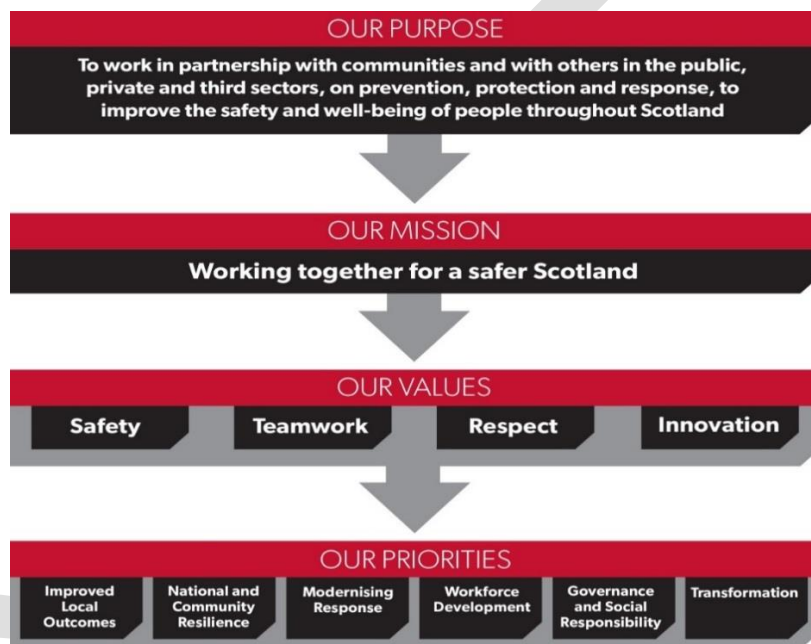 OUR PURPOSE
To work in partnership with communities and with others in the public,
private and third sectors, on prevention, protection and response, to
improve the safety and well-being of people throughout Scotland
OUR MISSION
Working together for a safer Scotland
OUR VALUES
Safety
Teamwork
Respect
Innovation
OUR PRIORITIES
Improved
Local
Outcomes
National and
Community
Resilience
Modernising
Response
Workforce
Development
Governance
and Social
Responsibility
Transformation